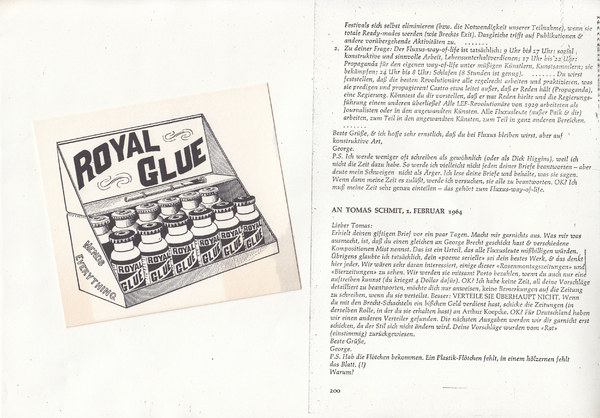 ROYAL
GLUE
ROYAL GLUE
ROYAL GLUE
ROYAL GLUE
ROYAL GLUE
ROYAL GLUE
MENDS
EVERYTHING
Festivals sich selbst eliminieren (bzw. die Notwendigkeit unserer Teilnahme), wenn sie
totale Ready-modes werden (wie Brechts Exit). Dasgleiche trifft auf Publikationen &
andere vorübergehende Aktivitäten zu. .......
2. Zu deiner Frage: Der Fluxus-way-of-life ist tatsächlich: 9 Uhr bis 17 Uhr: sozial,
konstruktive und sinnvolle Arbeit, Lebensunterhaltverdienen; 17 Uhr bis 22 Uhr:
Propaganda für den eigenen way-of-life unter müßigen Künstlern, Kunstsammlern; sie
bekämpfen; 24 Uhr bis 8 Uhr: Schlafen (8 Stunden ist genug). ....... Du wirst
feststellen, daß die besten Revolutionäre alle regelrecht arbeiten und praktizieren, was
sie predigen und propagieren! Castro etwa leitet außer, daß er Reden hält (Propaganda),
eine Regierung. Könntest du dir vorstellen, daß er nur Reden hielte und die Regierungs-
führung einem anderen überließe? Alle LEF-Revolutionäre von 1929 arbeiteten als
Journalisten oder in den angewandten Künsten. Alle Fluxusleute (außer Paik & dir)
arbeiten, zum Teil in den angewandten Künsten, zum Teil in ganz anderen Bereichen.
.......
Beste Grüße, & ich hoffe sehr ernstlich, daß du bei Fluxus bleiben wirst, aber auf
konstruktive Art,
George.
P.S. Ich werde weniger oft schreiben als gewöhnlich (oder als Dick Higgins), weil ich
nicht die Zeit dazu habe. So werde ich vielleicht nicht jeden deiner Briefe beantworten – aber
deute mein Schweigen nicht als Ärger. Ich lese deine Briefe und behalte, was sie sagen.
Wenn dann meine Zeit es zuläßt, werde ich versuchen, sie alle zu beantworten. OK? Ich
muß meine Zeit sehr genau einteilen – das gehört zum Fluxus-way-of-life.
AN TOMAS SCHMIT, 1. FEBRUAR 1964
Lieber Tomas:
Erhielt deinen giftigen Brief vor ein paar Tagen. Macht mir garnichts aus. Was mir was
ausmacht, ist, daß du einen gleichen an George Brecht geschickt hast & verschiedene
Kompositionen Mist nennst. Das ist ein Urteil, das alle Fluxusleute mißbilligen würden.
Übrigens glaubte ich tatsächlich, dein »poeme serielle« sei dein bestes Werk, & das denkt
hier jeder. Wir wären sehr daran interessiert, einige dieser »Rosenmontagszeitungen« und
»Bierzeitungen« zu sehen. Wir werden sie mitsamt Porto bezahlen, wenn du auch nur eine
auftreiben kannst (du kriegst 4 Dollar dafür). OK? Ich habe keine Zeit, all deine Vorschläge
detailliert zu beantworten, möchte dich nur anweisen, keine Bemerkungen auf die Zeitung
zu schreiben, wenn du sie verteilst. Besser: VERTEILE SIE ÜBERHAUPT NICHT. Wenn
du mit den Brecht-Schachteln ein bißchen Geld verdient hast, schicke die Zeitungen (in
derselben Rolle, in der du sie erhalten hast) an Arthur Koepcke. OK? Für Deutschland haben
wir einen anderen Verteiler gefunden. Die nächsten Ausgaben werden wir dir garnicht erst
schicken, da der Stil sich nicht ändern wird. Deine Vorschläge wurden vom »Rat«
(einstimmig) zurückgewiesen.
Beste Grüße,
George.
P.S. Hab die Flötchen bekommen. Ein Plastik-Flötchen fehlt, in einem hölzernen fehlt
das Blatt. (!)
Warum?
200